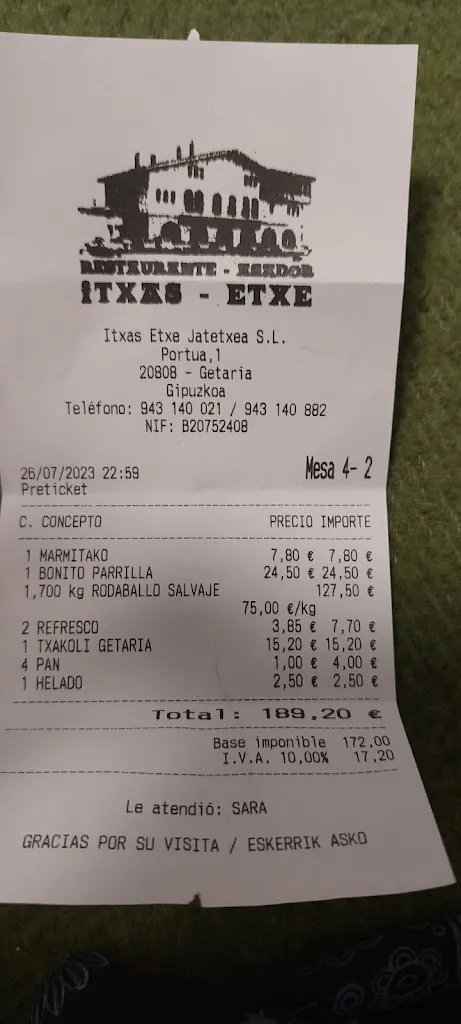 RESTAURANTE - ASADOR
ITXAS - ETXE
Itxas Etxe Jatetxea S.L.
Portua,1
20808 - Getaria
Gipuzkoa
Teléfono: 943 140 021 / 943 140 882
NIF: B20752408
26/07/2023 22:59 Mesa 4- 2
Preticket
C. CONCEPTO PRECIO IMPORTE
1 MARMITAKO 7,80 € 7,80 €
1 BONITO PARRILLA 24,50 € 24,50 €
1,700 kg RODABALLO SALVAJE 127,50 €
75,00 €/kg
2 REFRESCO 3,85 € 7,70 €
1 TXAKOLI GETARIA 15,20 € 15,20 €
4 PAN 1,00 € 4,00 €
1 HELADO 2,50 € 2,50 €
Total: 189,20 €
Base imponible 172,00
I.V.A. 10,00% 17,20
Le atendió: SARA
GRACIAS POR SU VISITA / ESKERRIK ASKO